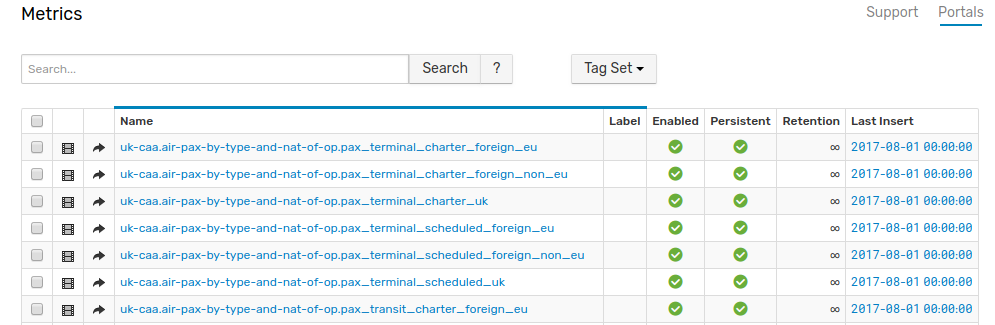 Metrics Support Portals
Search... Search ? Tag Set
Name Label Enabled Persistent Retention Last Insert
uk-caa.air-pax-by-type-and-nat-of-op.pax_terminal_charter_foreign_eu ∞ 2017-08-01 00:00:00
uk-caa.air-pax-by-type-and-nat-of-op.pax_terminal_charter_foreign_non_eu ∞ 2017-08-01 00:00:00
uk-caa.air-pax-by-type-and-nat-of-op.pax_terminal_charter_uk ∞ 2017-08-01 00:00:00
uk-caa.air-pax-by-type-and-nat-of-op.pax_terminal_scheduled_foreign_eu ∞ 2017-08-01 00:00:00
uk-caa.air-pax-by-type-and-nat-of-op.pax_terminal_scheduled_foreign_non_eu ∞ 2017-08-01 00:00:00
uk-caa.air-pax-by-type-and-nat-of-op.pax_terminal_scheduled_uk ∞ 2017-08-01 00:00:00
uk-caa.air-pax-by-type-and-nat-of-op.pax_transit_charter_foreign_eu ∞ 2017-08-01 00:00:00